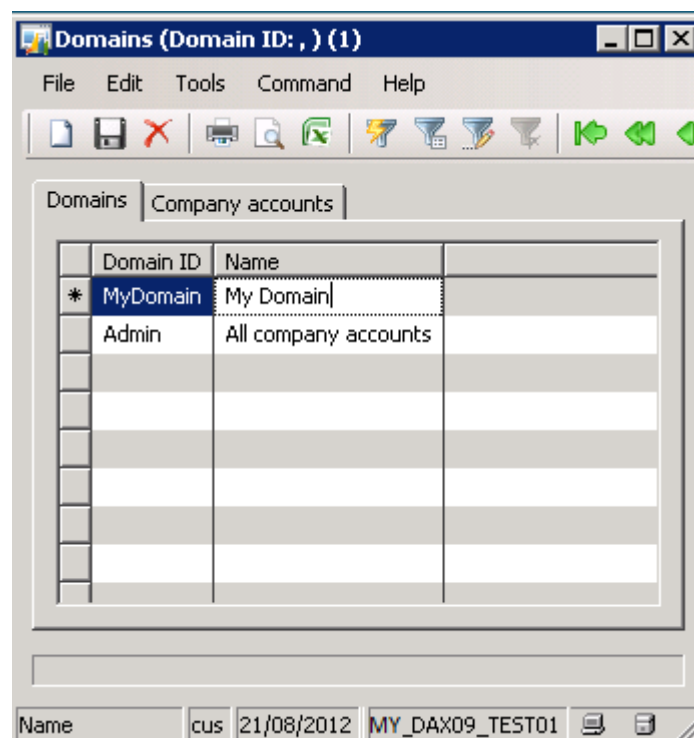 Domains (Domain ID: , ) (1)
File Edit Tools Command Help
Domains Company accounts
Domain ID Name
* MyDomain My Domain
Admin All company accounts
Name cus 21/08/2012 MY_DAX09_TEST01